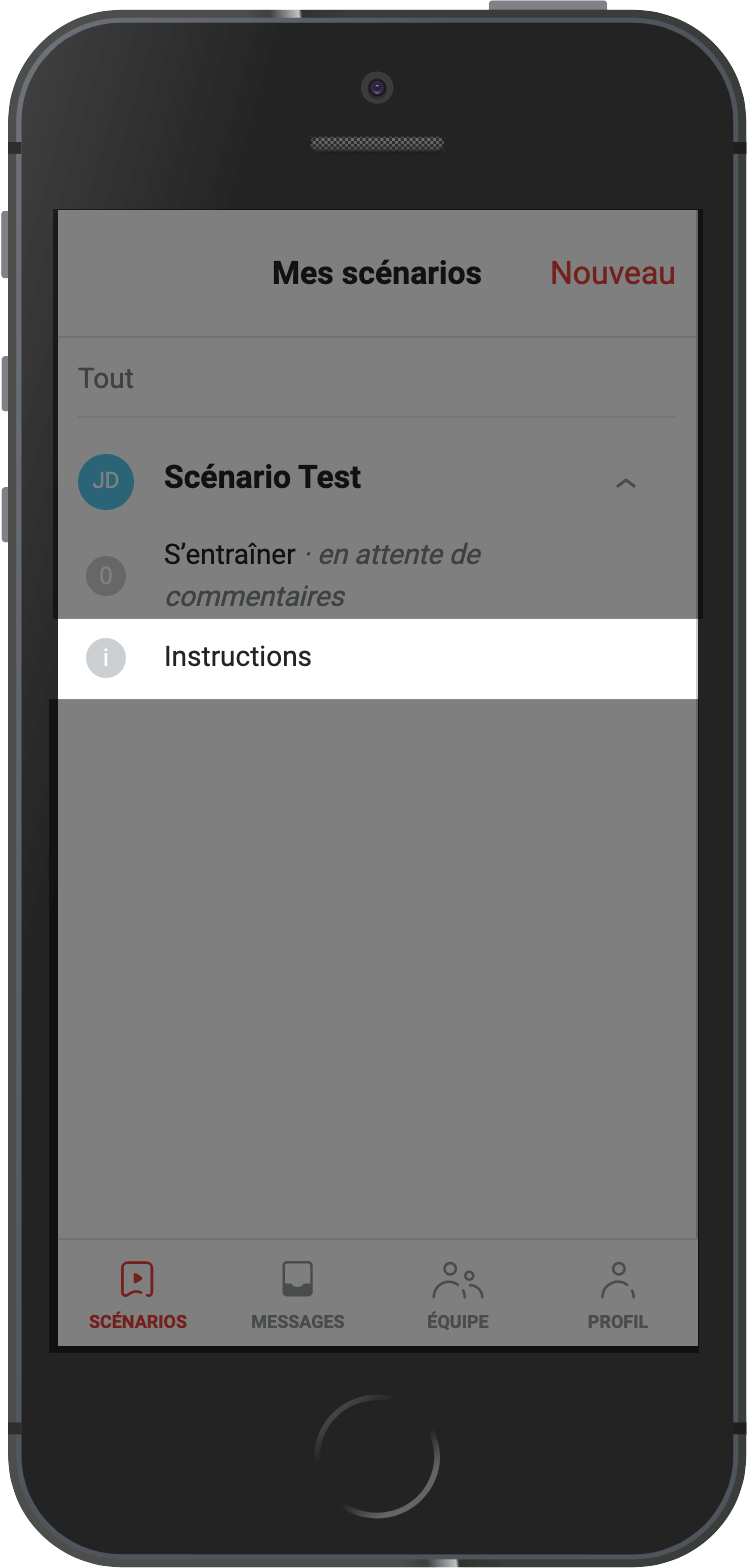 Mes scénarios
Nouveau
Tout
JD
Scénario Test
0
S’entraîner · en attente de
commentaires
i
Instructions
SCÉNARIOS
MESSAGES
ÉQUIPE
PROFIL